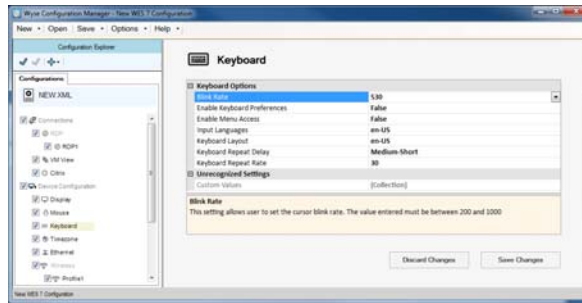 Wyse Configuration Manager - New WES 7 Configuration
New Open Save Options Help
Configuration Explorer
Configurations
NEW.XML
Connections
RDP
RDP1
VM View
Citrix
Device Configuration
Display
Mouse
Keyboard
Timezone
Ethernet
Wireless
Profile1
Keyboard
Keyboard Options
Blink Rate 530
Enable Keyboard Preferences False
Enable Menu Access False
Input Languages en-US
Keyboard Layout en-US
Keyboard Repeat Delay Medium-Short
Keyboard Repeat Rate 30
Unrecognized Settings
Custom Values (Collection)
Blink Rate
This setting allows user to set the cursor blink rate. The value entered must be between 200 and 1000
Discard Changes Save Changes
New WES 7 Configuration